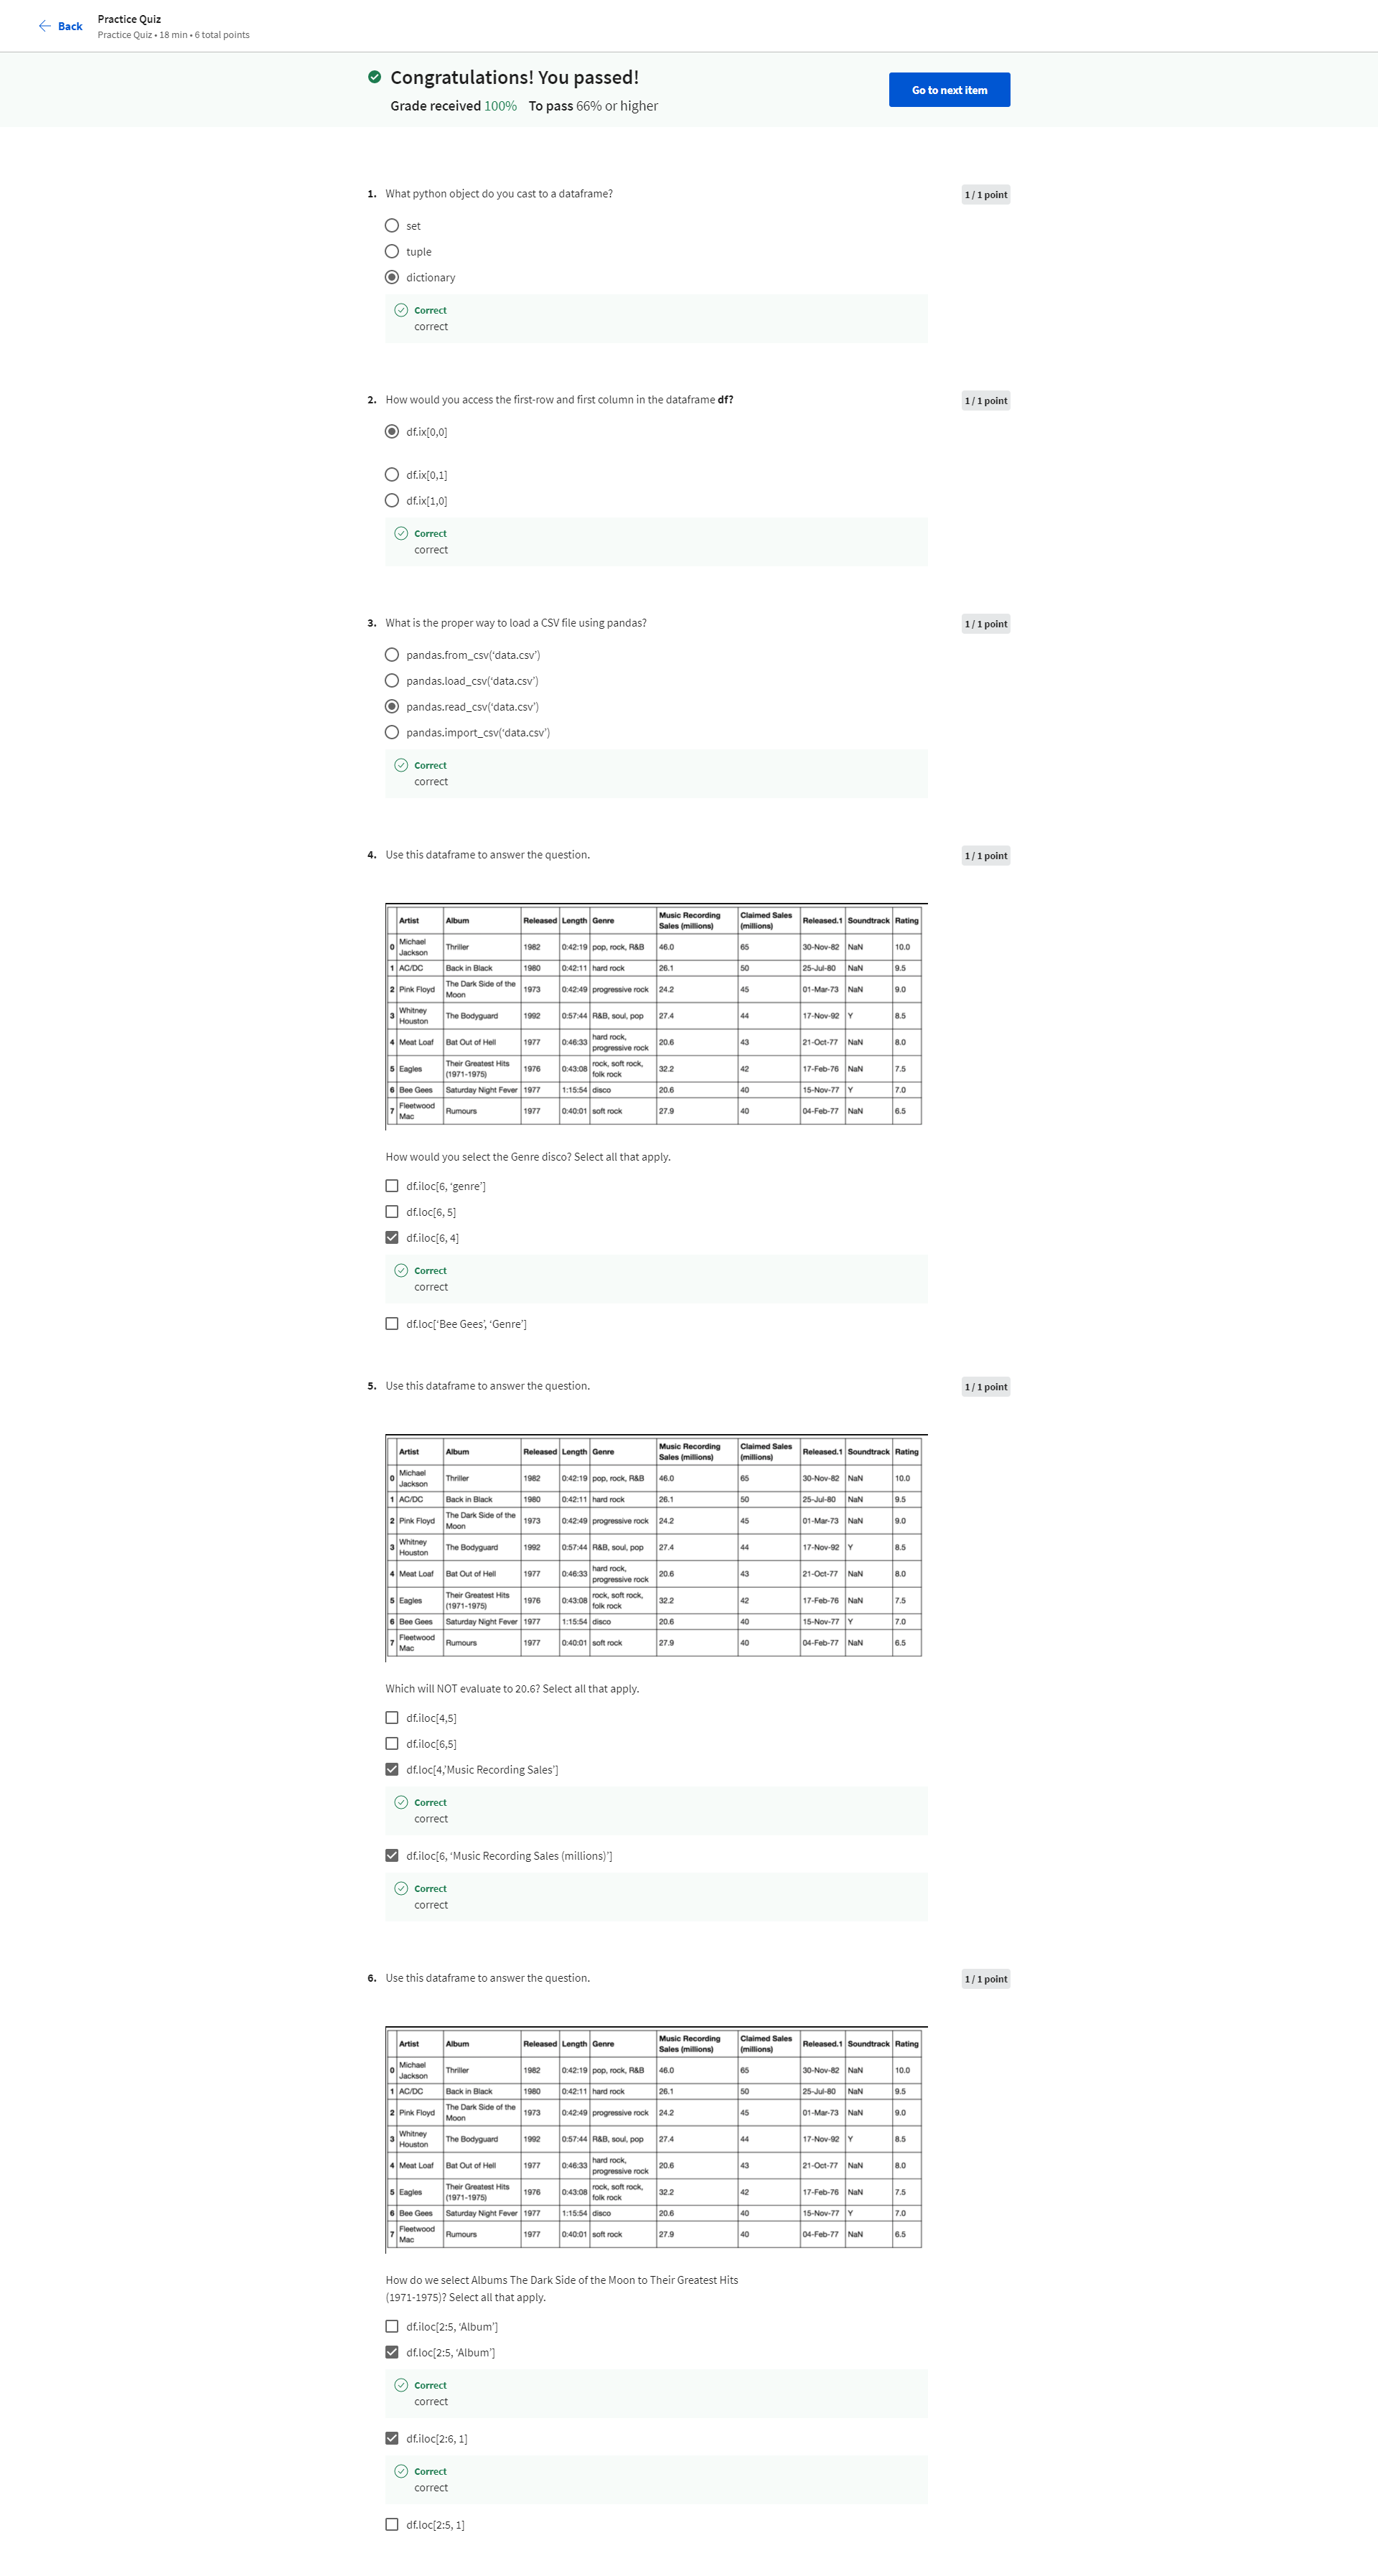 Back
Practice Quiz
Practice Quiz • 18 min • 6 total points
Congratulations! You passed!
Grade received 100% To pass 66% or higher
Go to next item
1. What python object do you cast to a dataframe?
1 / 1 point
set
tuple
dictionary
Correct
correct
2. How would you access the first-row and first column in the dataframe df?
1 / 1 point
df.ix[0,0]
df.ix[0,1]
df.ix[1,0]
Correct
correct
3. What is the proper way to load a CSV file using pandas?
1 / 1 point
pandas.from_csv(‘data.csv’)
pandas.load_csv(‘data.csv’)
pandas.read_csv(‘data.csv’)
pandas.import_csv(‘data.csv’)
Correct
correct
4. Use this dataframe to answer the question.
1 / 1 point
Artist Album Released Length Genre Music Recording Sales (millions) Claimed Sales (millions) Released.1 Soundtrack Rating
0 Michael Jackson Thriller 1982 0:42:19 pop, rock, R&B 46.0 65 30-Nov-82 NaN 10.0
1 AC/DC Back in Black 1980 0:42:11 hard rock 26.1 50 25-Jul-80 NaN 9.5
2 Pink Floyd The Dark Side of the Moon 1973 0:42:49 progressive rock 24.2 45 01-Mar-73 NaN 9.0
3 Whitney Houston The Bodyguard 1992 0:57:44 R&B, soul, pop 27.4 44 17-Nov-92 Y 8.5
4 Meat Loaf Bat Out of Hell 1977 0:46:33 hard rock, progressive rock 20.6 43 21-Oct-77 NaN 8.0
5 Eagles Their Greatest Hits (1971-1975) 1976 0:43:08 rock, soft rock, folk rock 32.2 42 17-Feb-76 NaN 7.5
6 Bee Gees Saturday Night Fever 1977 1:15:54 disco 20.6 40 15-Nov-77 Y 7.0
7 Fleetwood Mac Rumours 1977 0:40:01 soft rock 27.9 40 04-Feb-77 NaN 6.5
How would you select the Genre disco? Select all that apply.
df.iloc[6, ‘genre’]
df.loc[6, 5]
df.iloc[6, 4]
Correct
correct
df.loc[‘Bee Gees’, ‘Genre’]
5. Use this dataframe to answer the question.
1 / 1 point
Artist Album Released Length Genre Music Recording Sales (millions) Claimed Sales (millions) Released.1 Soundtrack Rating
0 Michael Jackson Thriller 1982 0:42:19 pop, rock, R&B 46.0 65 30-Nov-82 NaN 10.0
1 AC/DC Back in Black 1980 0:42:11 hard rock 26.1 50 25-Jul-80 NaN 9.5
2 Pink Floyd The Dark Side of the Moon 1973 0:42:49 progressive rock 24.2 45 01-Mar-73 NaN 9.0
3 Whitney Houston The Bodyguard 1992 0:57:44 R&B, soul, pop 27.4 44 17-Nov-92 Y 8.5
4 Meat Loaf Bat Out of Hell 1977 0:46:33 hard rock, progressive rock 20.6 43 21-Oct-77 NaN 8.0
5 Eagles Their Greatest Hits (1971-1975) 1976 0:43:08 rock, soft rock, folk rock 32.2 42 17-Feb-76 NaN 7.5
6 Bee Gees Saturday Night Fever 1977 1:15:54 disco 20.6 40 15-Nov-77 Y 7.0
7 Fleetwood Mac Rumours 1977 0:40:01 soft rock 27.9 40 04-Feb-77 NaN 6.5
Which will NOT evaluate to 20.6? Select all that apply.
df.iloc[4,5]
df.iloc[6,5]
df.loc[4,’Music Recording Sales’]
Correct
correct
df.iloc[6, ‘Music Recording Sales (millions)’]
Correct
correct
6. Use this dataframe to answer the question.
1 / 1 point
Artist Album Released Length Genre Music Recording Sales (millions) Claimed Sales (millions) Released.1 Soundtrack Rating
0 Michael Jackson Thriller 1982 0:42:19 pop, rock, R&B 46.0 65 30-Nov-82 NaN 10.0
1 AC/DC Back in Black 1980 0:42:11 hard rock 26.1 50 25-Jul-80 NaN 9.5
2 Pink Floyd The Dark Side of the Moon 1973 0:42:49 progressive rock 24.2 45 01-Mar-73 NaN 9.0
3 Whitney Houston The Bodyguard 1992 0:57:44 R&B, soul, pop 27.4 44 17-Nov-92 Y 8.5
4 Meat Loaf Bat Out of Hell 1977 0:46:33 hard rock, progressive rock 20.6 43 21-Oct-77 NaN 8.0
5 Eagles Their Greatest Hits (1971-1975) 1976 0:43:08 rock, soft rock, folk rock 32.2 42 17-Feb-76 NaN 7.5
6 Bee Gees Saturday Night Fever 1977 1:15:54 disco 20.6 40 15-Nov-77 Y 7.0
7 Fleetwood Mac Rumours 1977 0:40:01 soft rock 27.9 40 04-Feb-77 NaN 6.5
How do we select Albums The Dark Side of the Moon to Their Greatest Hits
(1971-1975)? Select all that apply.
df.iloc[2:5, ‘Album’]
df.loc[2:5, ‘Album’]
Correct
correct
df.iloc[2:6, 1]
Correct
correct
df.loc[2:5, 1]